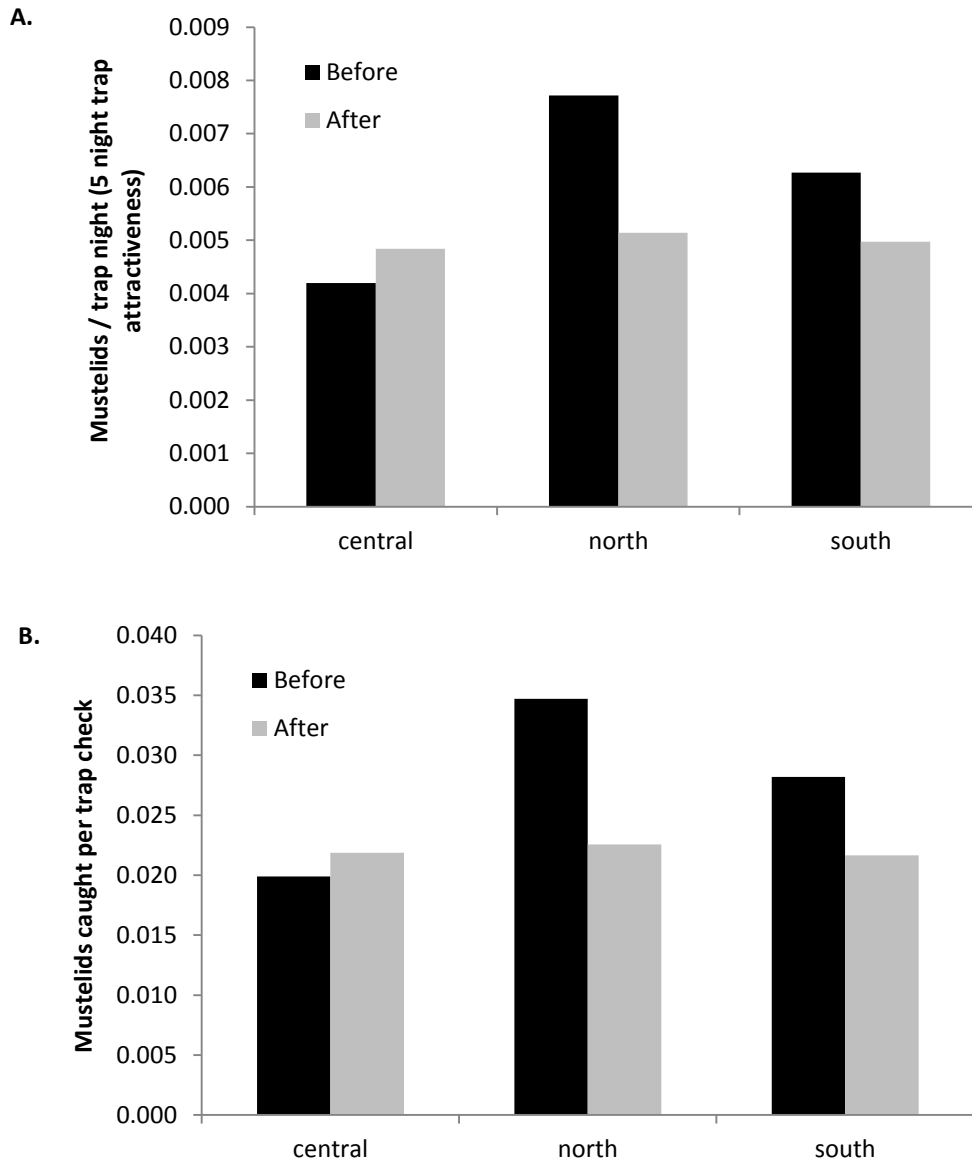 A.
0.009
0.008
0.007
0.006
0.005
0.004
0.003
0.002
0.001
0.000
Mustelids / trap night (5 night trap
attractiveness)
Before
After
central north south
B.
0.040
0.035
0.030
0.025
0.020
0.015
0.010
0.005
0.000
Mustelids caught per trap check
Before
After
central north south